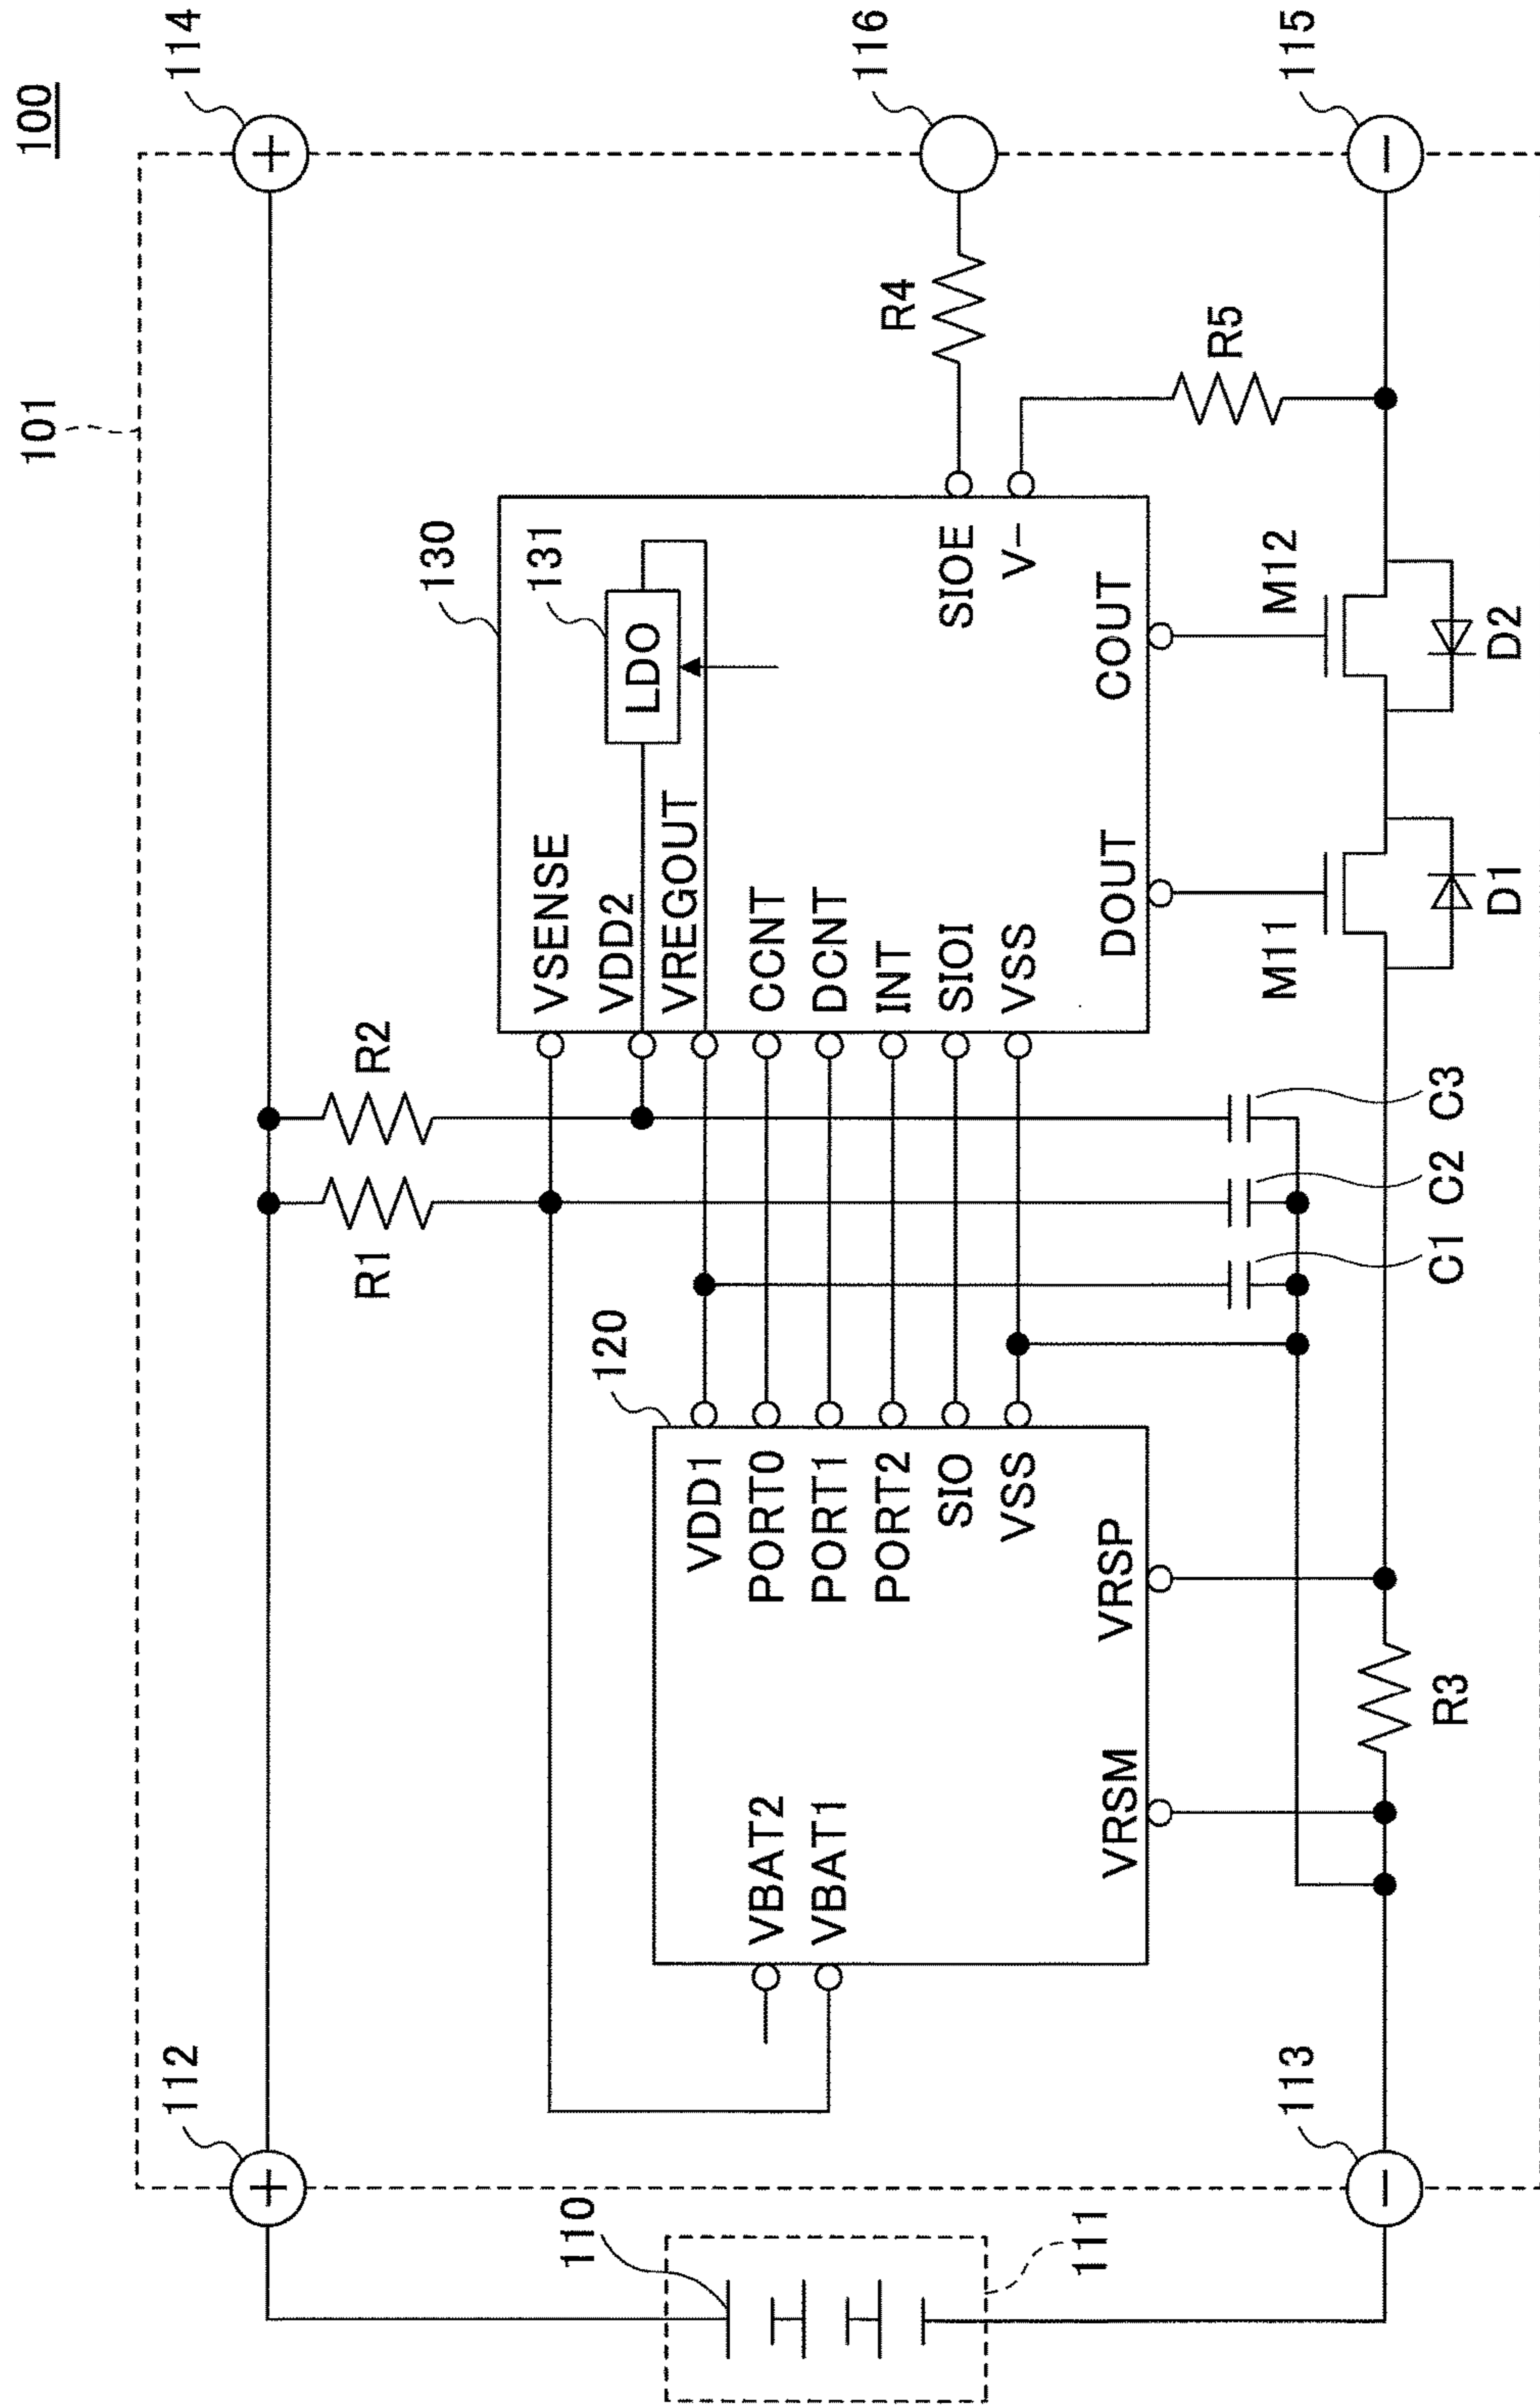 100
101
112
+
114
+
R1
R2
130
131
LDO
VSENSE
VDD2
VREGOUT
CCNT
DCNT
INT
SIOI
VSS
SIOE
V−
DOUT
COUT
R4
116
R5
110
111
120
VBAT2
VBAT1
VDD1
PORT0
PORT1
PORT2
SIO
VSS
VRSM
VRSP
113
−
115
−
M11
M12
R3
C1
C2
C3
D1
D2